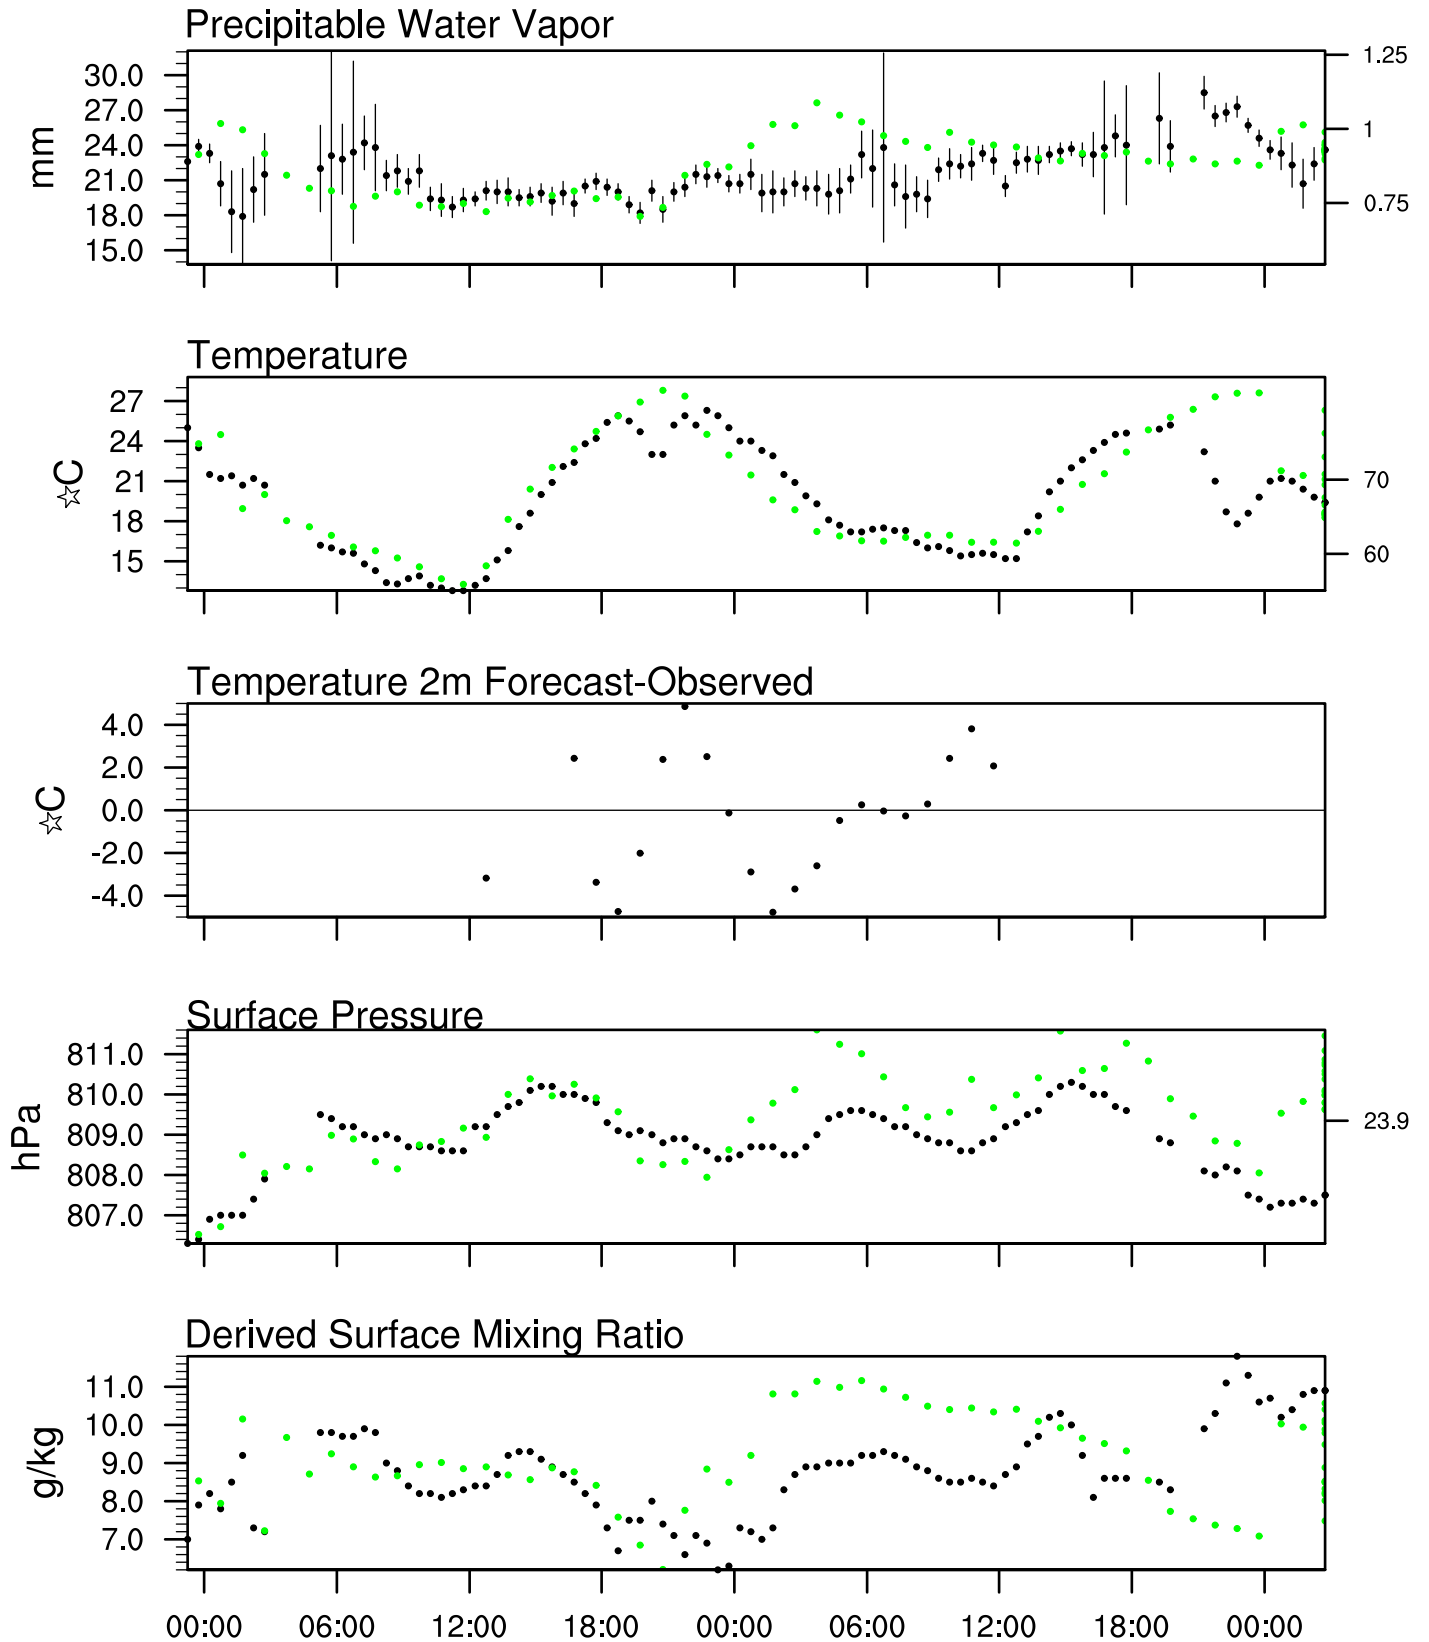 Precipitable Water Vapor
mm
30.0
27.0
24.0
21.0
18.0
15.0
1.25
1
0.75
Temperature
☆C
27
24
21
18
15
70
60
Temperature 2m Forecast-Observed
☆C
4.0
2.0
0.0
-2.0
-4.0
Surface Pressure
hPa
811.0
810.0
809.0
808.0
807.0
23.9
Derived Surface Mixing Ratio
g/kg
11.0
10.0
9.0
8.0
7.0
00:00 06:00 12:00 18:00 00:00 06:00 12:00 18:00 00:00